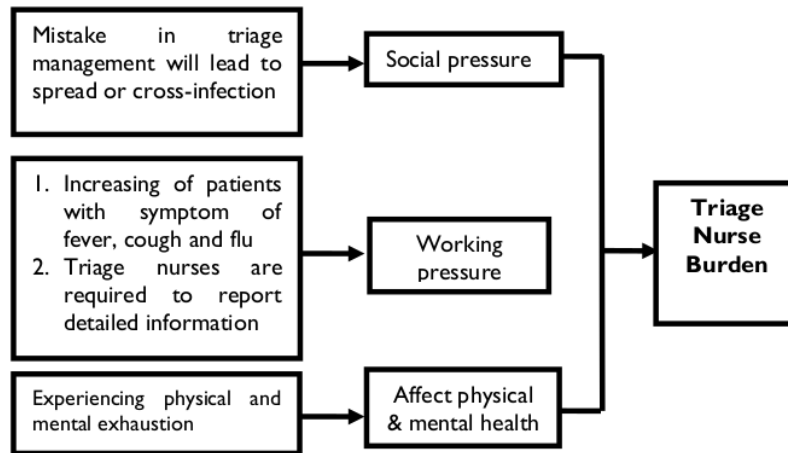 Mistake in triage
management will lead to
spread or cross-infection
Social pressure
1. Increasing of patients
with symptom of
fever, cough and flu
2. Triage nurses are
required to report
detailed information
Working
pressure
Experiencing physical and
mental exhaustion
Affect physical
& mental health
Triage
Nurse
Burden